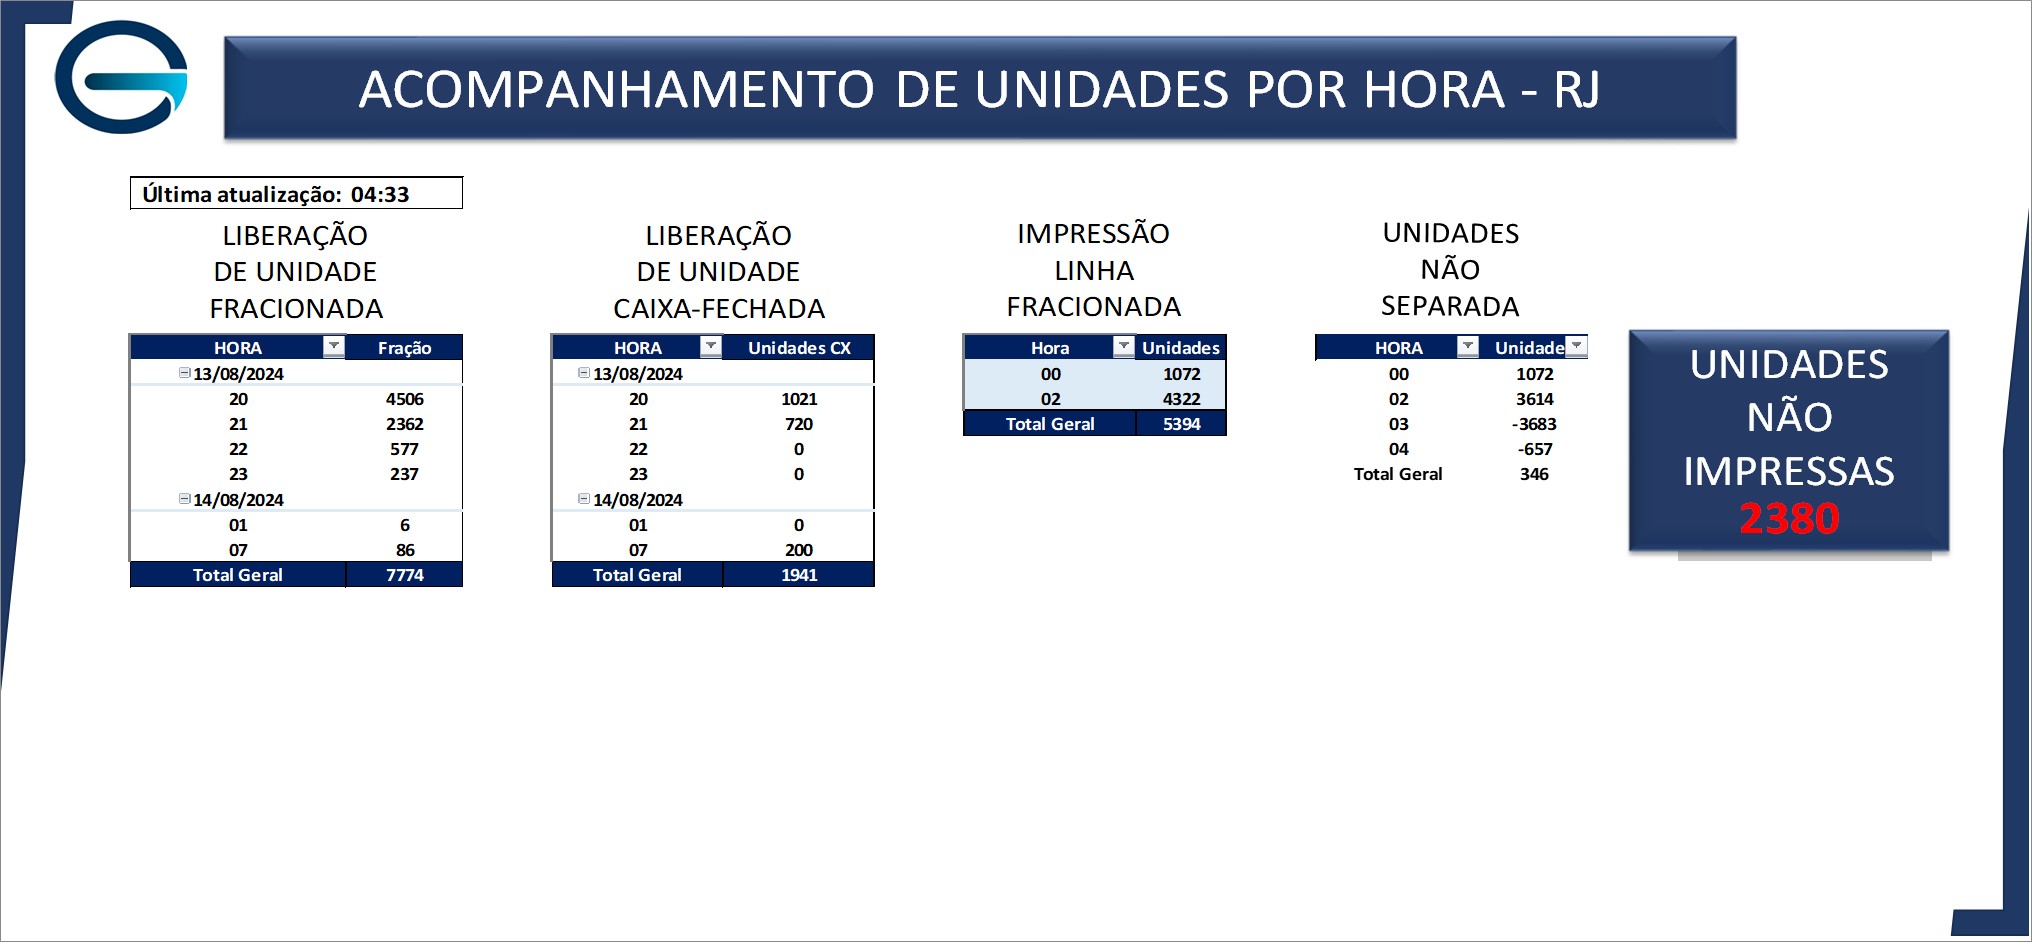 ACOMPANHAMENTO DE UNIDADES POR HORA - RJ
Última atualização: 04:33
LIBERAÇÃO
DE UNIDADE
FRACIONADA
HORA Fração
13/08/2024
20 4506
21 2362
22 577
23 237
14/08/2024
01 6
07 86
Total Geral 7774
LIBERAÇÃO
DE UNIDADE
CAIXA-FECHADA
HORA Unidades CX
13/08/2024
20 1021
21 720
22 0
23 0
14/08/2024
01 0
07 200
Total Geral 1941
IMPRESSÃO
LINHA
FRACIONADA
Hora Unidades
00 1072
02 4322
Total Geral 5394
UNIDADES
NÃO
SEPARADA
HORA Unidade
00 1072
02 3614
03 -3683
04 -657
Total Geral 346
UNIDADES
NÃO
IMPRESSAS
2380